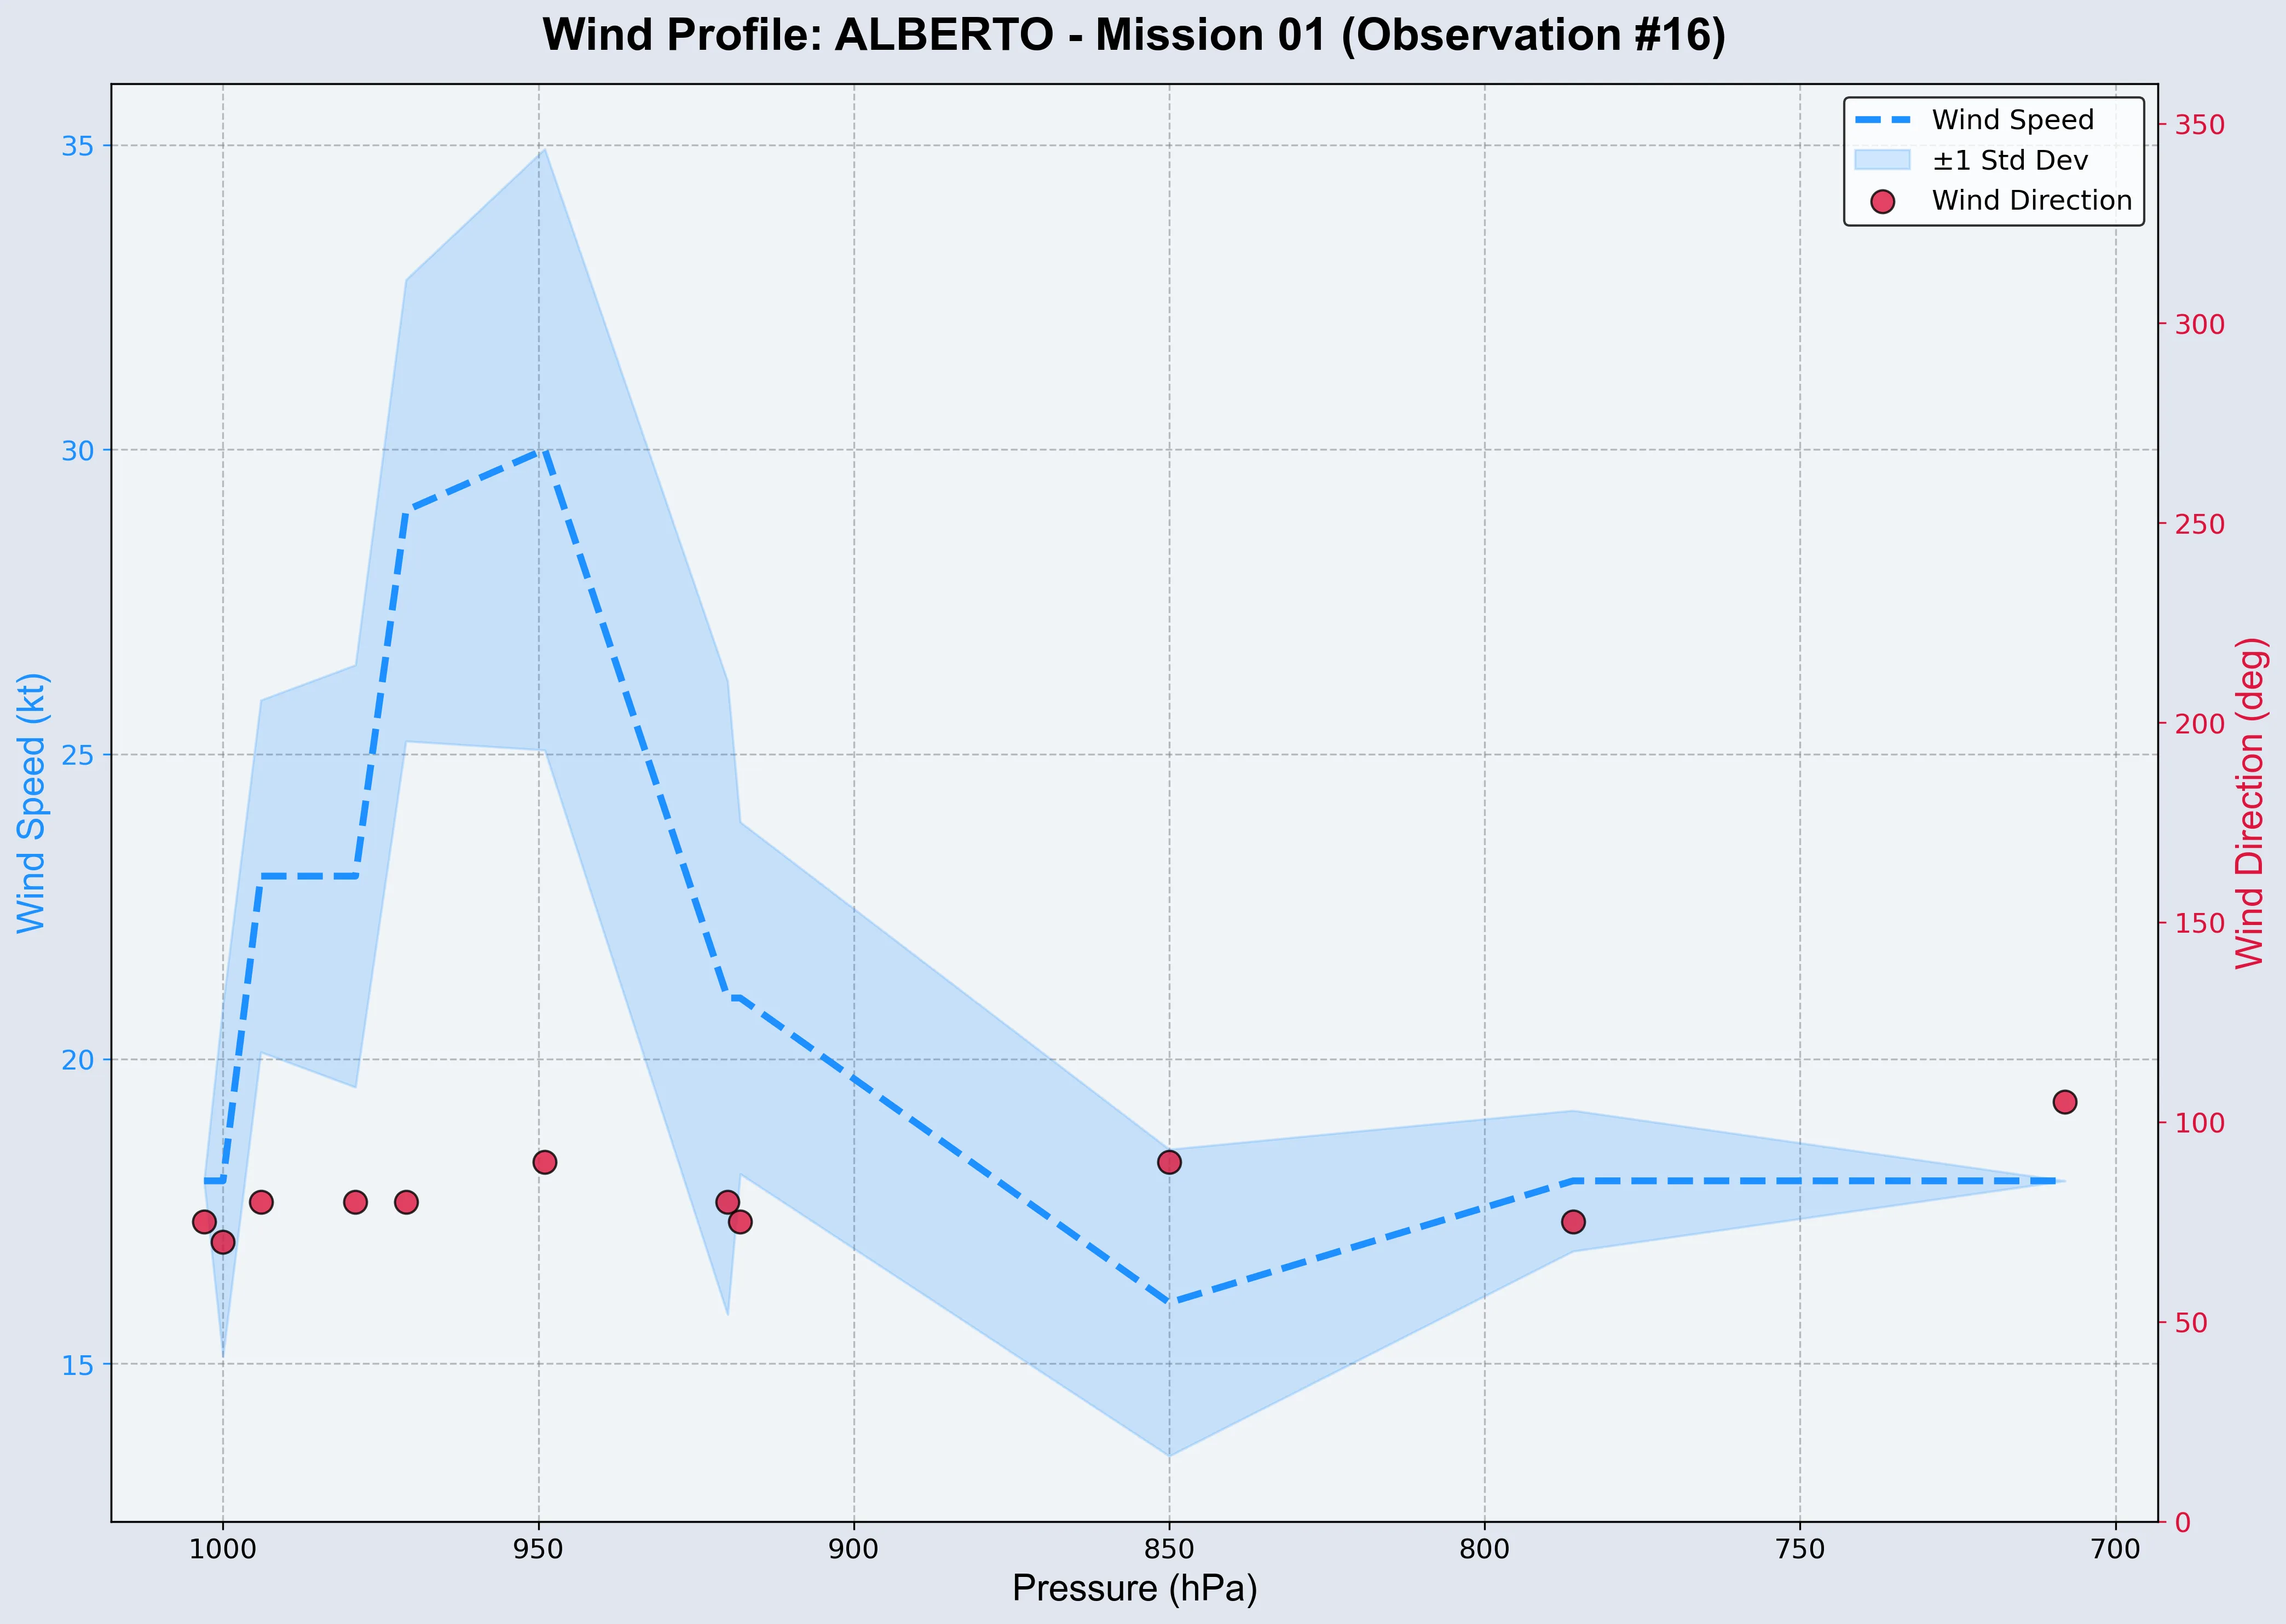 Wind Profile: ALBERTO - Mission 01 (Observation #16)
Wind Speed
±1 Std Dev
Wind Direction
35
30
25
20
15
Wind Speed (kt)
350
300
250
200
150
100
50
0
Wind Direction (deg)
1000
950
900
850
800
750
700
Pressure (hPa)